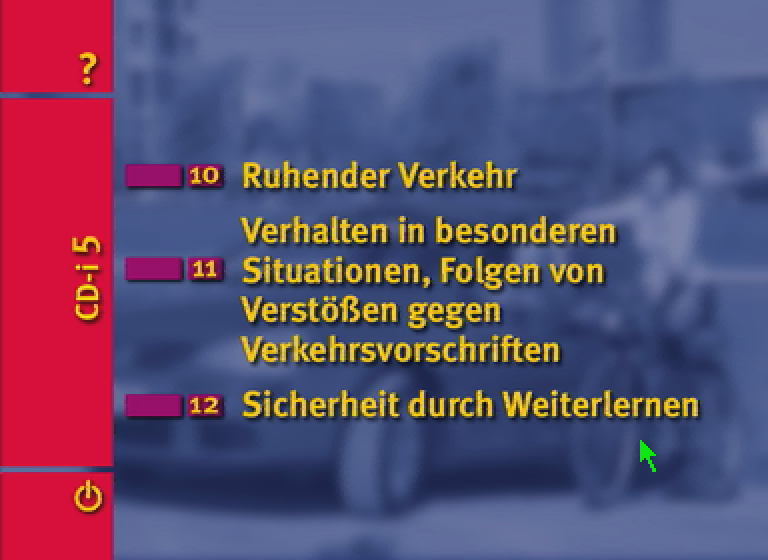 ?
CD-i 5
10 Ruhender Verkehr
Verhalten in besonderen
11 Situationen, Folgen von
Verstößen gegen
Verkehrsvorschriften
12 Sicherheit durch Weiterlernen